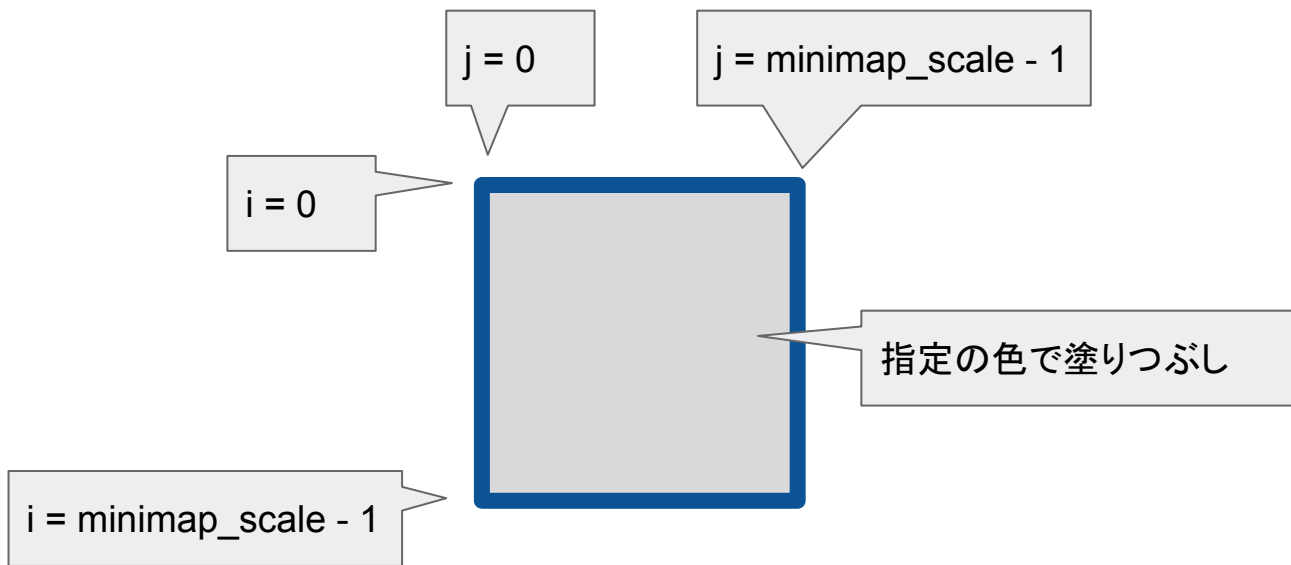 j = 0
j = minimap_scale - 1
i = 0
指定の色で塗りつぶし
i = minimap_scale - 1